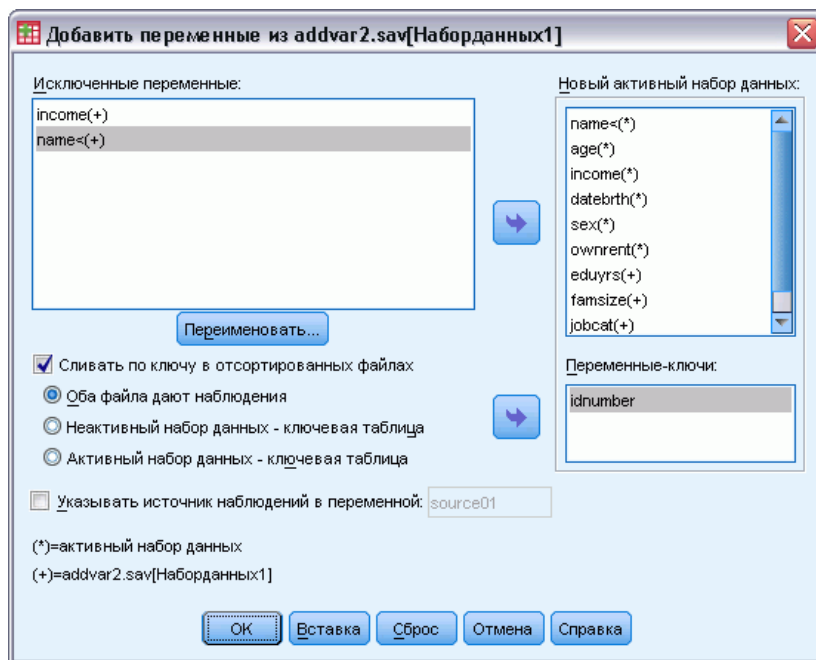 Добавить переменные из addvar2.sav[Наборданных1]
Исключенные переменные:
income(+)
name<(+)
Переименовать...
Новый активный набор данных:
name<(*)
age(*)
income(*)
datebrth(*)
sex(*)
ownrent(*)
eduyrs(+)
famsize(+)
jobcat(+)
Сливать по ключу в отсортированных файлах
Оба файла дают наблюдения
Неактивный набор данных - ключевая таблица
Активный набор данных - ключевая таблица
Переменные-ключи:
idnumber
Указывать источник наблюдений в переменной: source01
(*)=активный набор данных
(+)=addvar2.sav[Наборданных1]
OK Вставка Сброс Отмена Справка